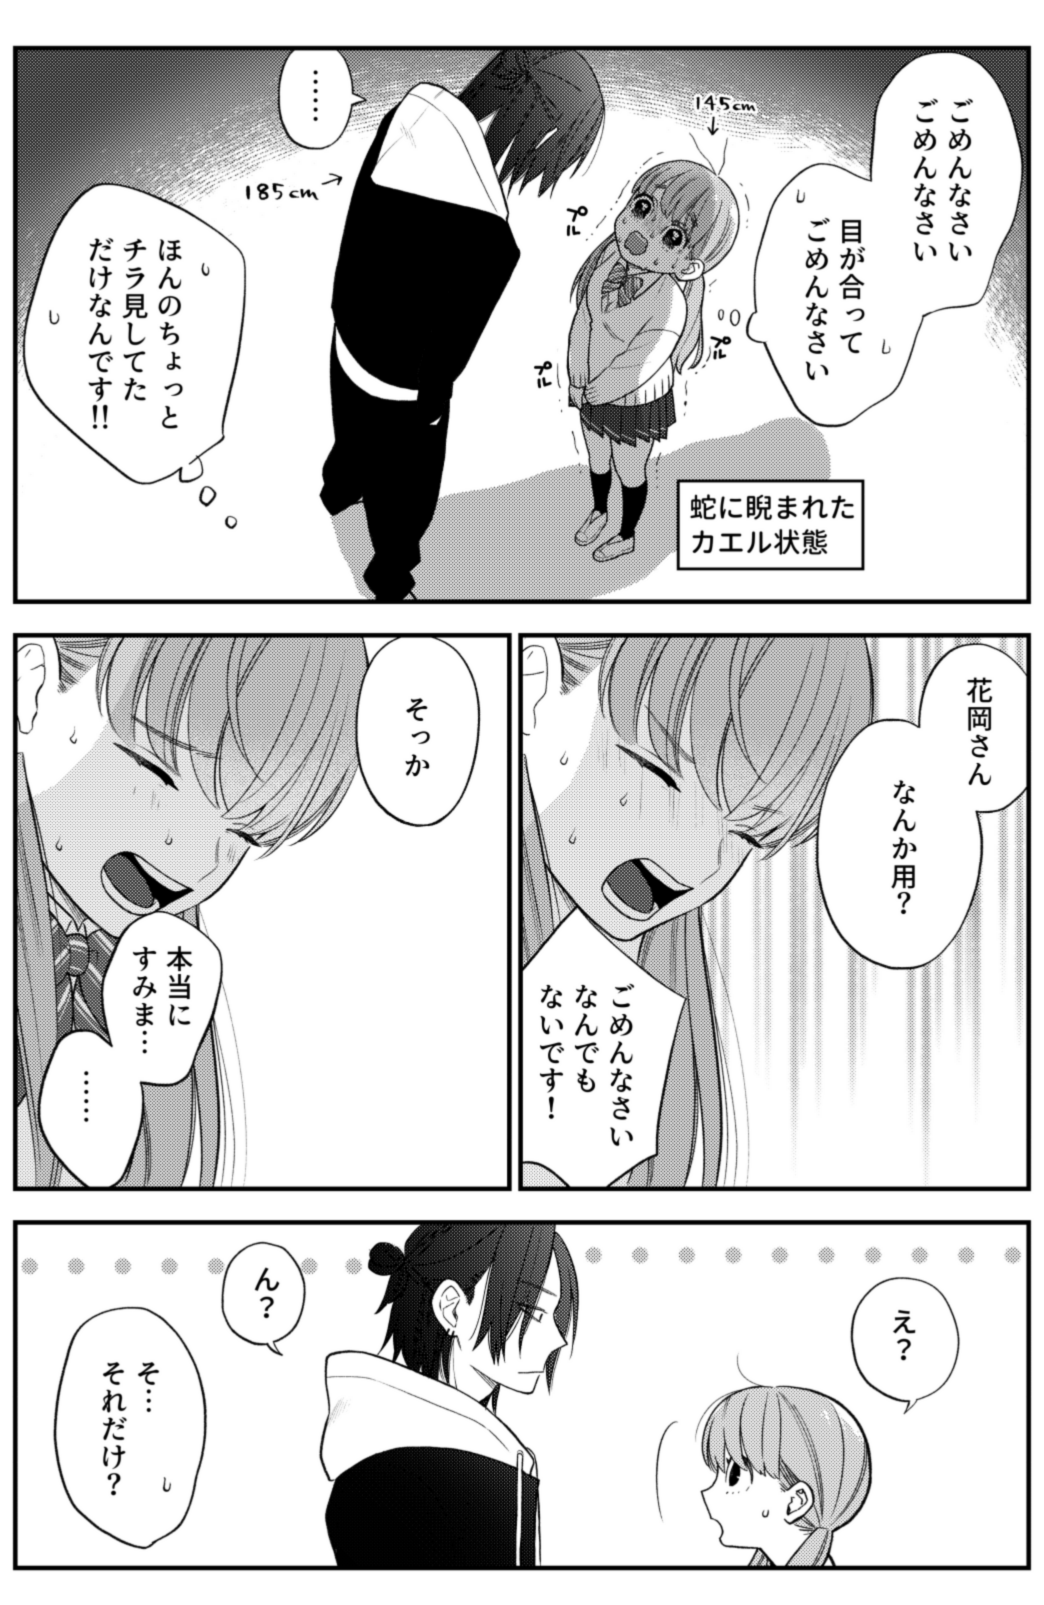 ごめんなさい
ごめんなさい
目が合って
ごめんなさい
145cm
プル
プル
プル
プル
……
185cm
ほんのちょっと
チラ見してた
だけなんです!!
蛇に睨まれた
カエル状態
花岡さん
なんか用?
ごめんなさい
なんでも
ないです!
そっか
本当に
すみま…
……
え?
ん?
そ…
それだけ?